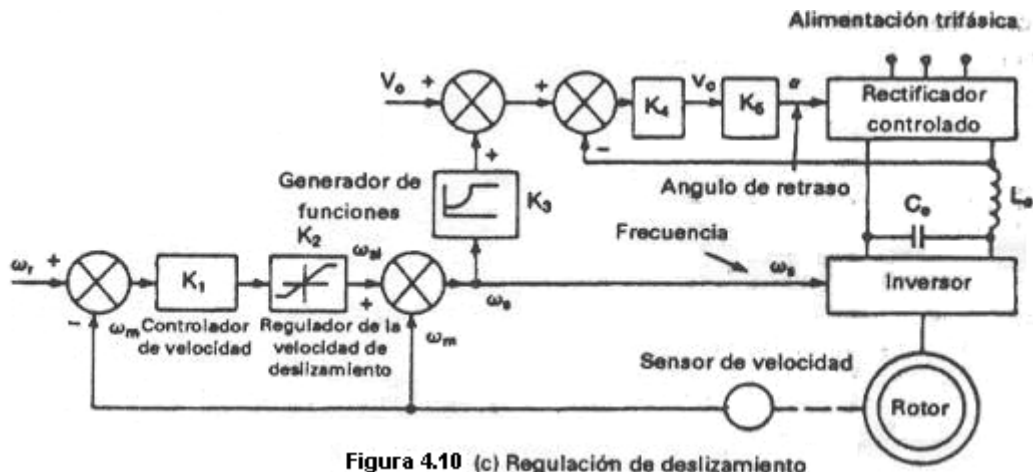 Alimentación trifásica
V₀ +
+
K₄
V꜀
K₅
α
Rectificador
controlado
+
−
Angulo de retraso
Lₑ
Cₑ
Generador de
funciones
K₃
Frecuencia
ωᵣ +
−
ωₘ
K₁
K₂
ωₛₗ
+
ωₘ
ωₛ
ωₛ
Inversor
Controlador
de velocidad
Regulador de la
velocidad de
deslizamiento
Sensor de velocidad
Rotor
Figura 4.10 (c) Regulación de deslizamiento